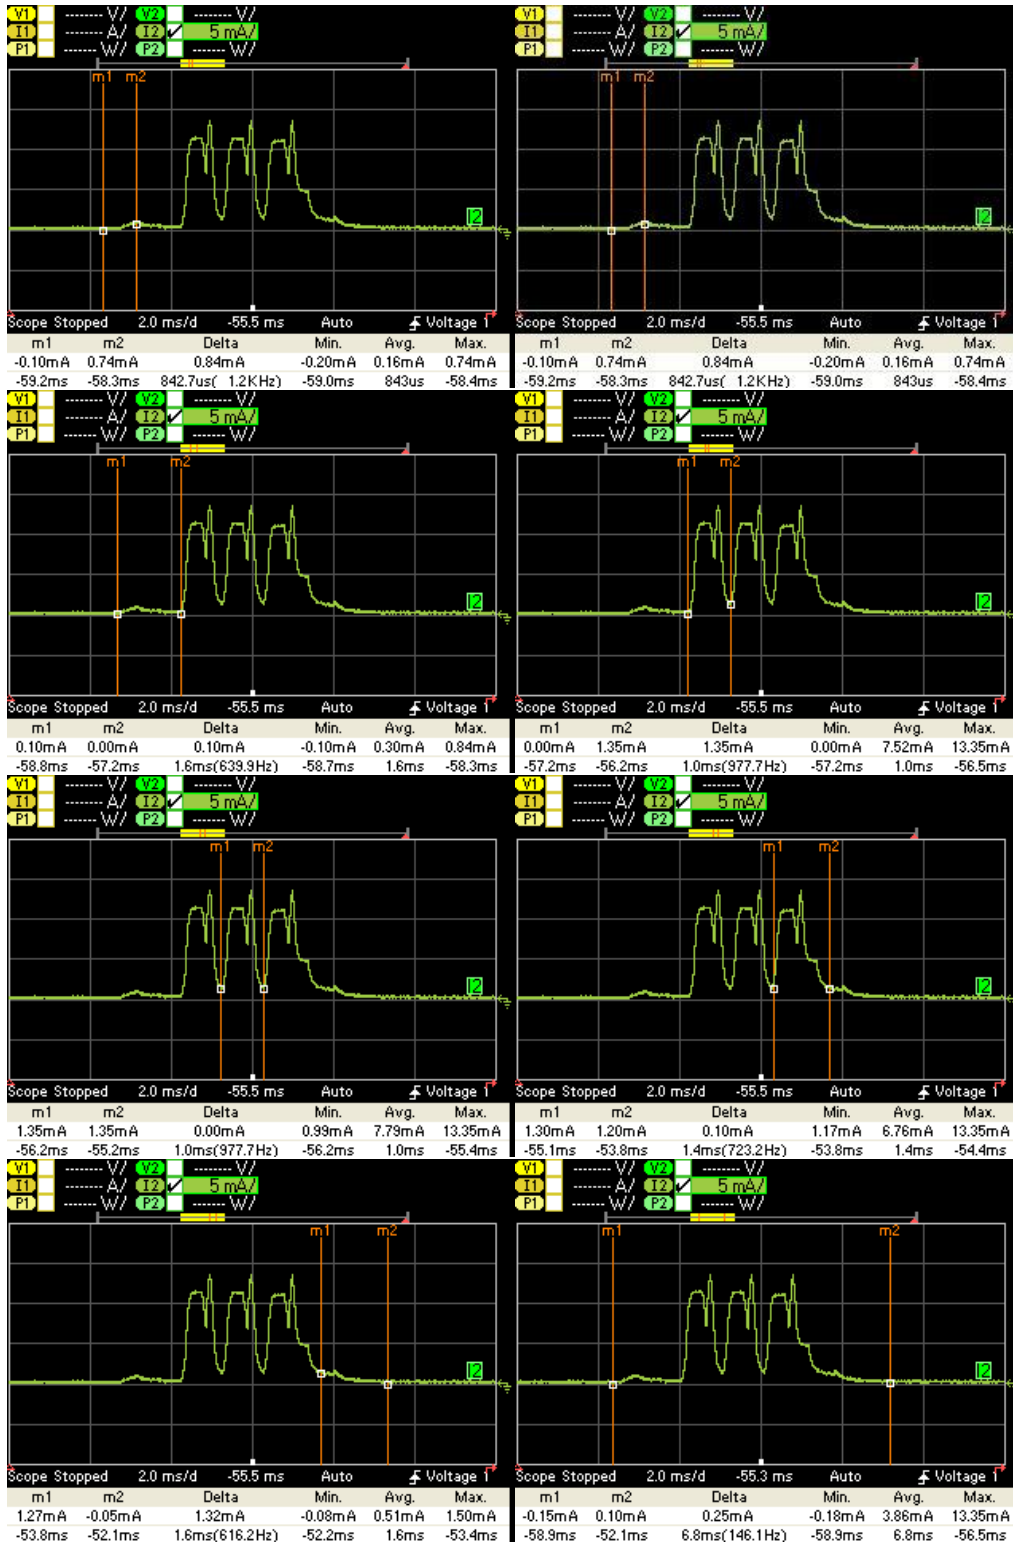 V1 ------ V/ V2 ------ V/ V1 ------ V/ V2 ------ V/
I1 ------ A/ I2 ✓ 5 mA/ I1 ------ A/ I2 ✓ 5 mA/
P1 ------ W/ P2 ------ W/ P1 ------ W/ P2 ------ W/
m1 m2 m1 m2
I2 I2
Scope Stopped 2.0 ms/d -55.5 ms Auto Voltage 1 Scope Stopped 2.0 ms/d -55.5 ms Auto Voltage 1
m1 m2 Delta Min. Avg. Max. m1 m2 Delta Min. Avg. Max.
-0.10mA 0.74mA 0.84mA -0.20mA 0.16mA 0.74mA -0.10mA 0.74mA 0.84mA -0.20mA 0.16mA 0.74mA
-59.2ms -58.3ms 842.7us( 1.2KHz) -59.0ms 843us -58.4ms -59.2ms -58.3ms 842.7us( 1.2KHz) -59.0ms 843us -58.4ms
V1 ------ V/ V2 ------ V/ V1 ------ V/ V2 ------ V/
I1 ------ A/ I2 ✓ 5 mA/ I1 ------ A/ I2 ✓ 5 mA/
P1 ------ W/ P2 ------ W/ P1 ------ W/ P2 ------ W/
m1 m2 m1 m2
I2 I2
Scope Stopped 2.0 ms/d -55.5 ms Auto Voltage 1 Scope Stopped 2.0 ms/d -55.5 ms Auto Voltage 1
m1 m2 Delta Min. Avg. Max. m1 m2 Delta Min. Avg. Max.
0.10mA 0.00mA 0.10mA -0.10mA 0.30mA 0.84mA 0.00mA 1.35mA 1.35mA 0.00mA 7.52mA 13.35mA
-58.8ms -57.2ms 1.6ms(639.9Hz) -58.7ms 1.6ms -58.3ms -57.2ms -56.2ms 1.0ms(977.7Hz) -57.2ms 1.0ms -56.5ms
V1 ------ V/ V2 ------ V/ V1 ------ V/ V2 ------ V/
I1 ------ A/ I2 ✓ 5 mA/ I1 ------ A/ I2 ✓ 5 mA/
P1 ------ W/ P2 ------ W/ P1 ------ W/ P2 ------ W/
m1 m2 m1 m2
I2 I2
Scope Stopped 2.0 ms/d -55.5 ms Auto Voltage 1 Scope Stopped 2.0 ms/d -55.5 ms Auto Voltage 1
m1 m2 Delta Min. Avg. Max. m1 m2 Delta Min. Avg. Max.
1.35mA 1.35mA 0.00mA 0.99mA 7.79mA 13.35mA 1.30mA 1.20mA 0.10mA 1.17mA 6.76mA 13.35mA
-56.2ms -55.2ms 1.0ms(977.7Hz) -56.2ms 1.0ms -55.4ms -55.1ms -53.8ms 1.4ms(723.2Hz) -53.8ms 1.4ms -54.4ms
V1 ------ V/ V2 ------ V/ V1 ------ V/ V2 ------ V/
I1 ------ A/ I2 ✓ 5 mA/ I1 ------ A/ I2 ✓ 5 mA/
P1 ------ W/ P2 ------ W/ P1 ------ W/ P2 ------ W/
m1 m2 m1 m2
I2 I2
Scope Stopped 2.0 ms/d -55.5 ms Auto Voltage 1 Scope Stopped 2.0 ms/d -55.3 ms Auto Voltage 1
m1 m2 Delta Min. Avg. Max. m1 m2 Delta Min. Avg. Max.
1.27mA -0.05mA 1.32mA -0.08mA 0.51mA 1.50mA -0.15mA 0.10mA 0.25mA -0.18mA 3.86mA 13.35mA
-53.8ms -52.1ms 1.6ms(616.2Hz) -52.2ms 1.6ms -53.4ms -58.9ms -52.1ms 6.8ms(146.1Hz) -58.9ms 6.8ms -56.5ms